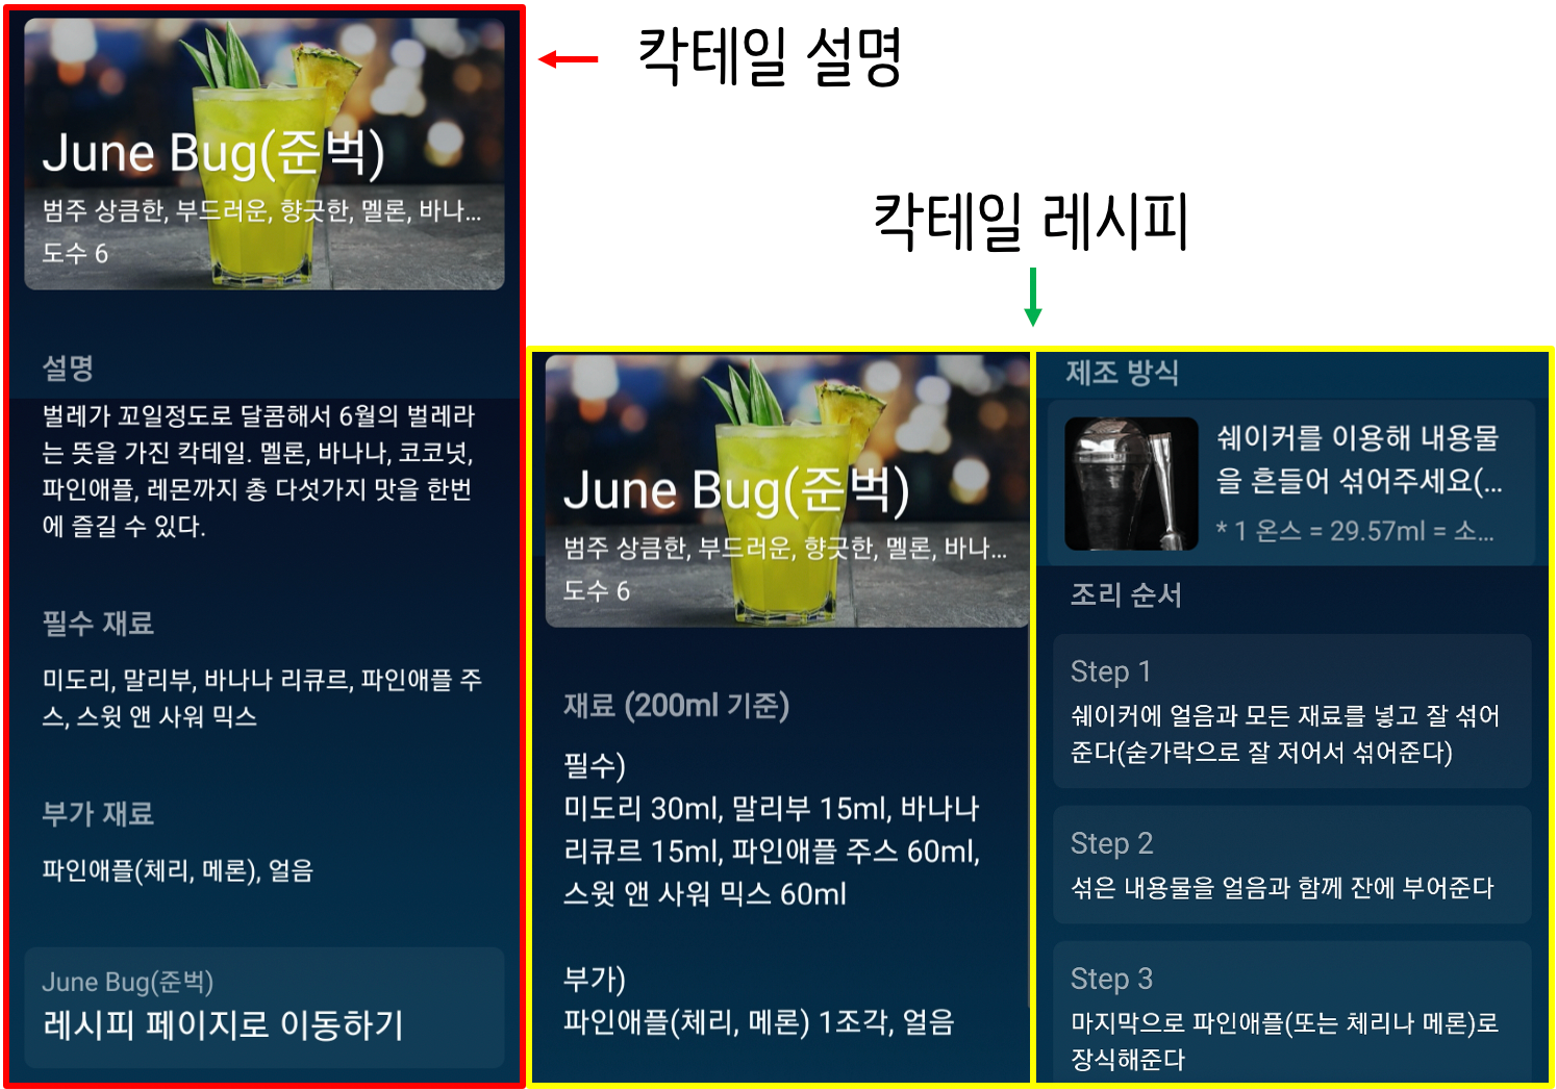 칵테일 설명
June Bug(준벅)
범주 상큼한, 부드러운, 향긋한, 멜론, 바나...
도수 6
설명
벌레가 꼬일정도로 달콤해서 6월의 벌레라
는 뜻을 가진 칵테일. 멜론, 바나나, 코코넛,
파인애플, 레몬까지 총 다섯가지 맛을 한번
에 즐길 수 있다.
필수 재료
미도리, 말리부, 바나나 리큐르, 파인애플 주
스, 스윗 앤 사워 믹스
부가 재료
파인애플(체리, 메론), 얼음
June Bug(준벅)
레시피 페이지로 이동하기
칵테일 레시피
June Bug(준벅)
범주 상큼한, 부드러운, 향긋한, 멜론, 바나...
도수 6
재료 (200ml 기준)
필수)
미도리 30ml, 말리부 15ml, 바나나
리큐르 15ml, 파인애플 주스 60ml,
스윗 앤 사워 믹스 60ml
부가)
파인애플(체리, 메론) 1조각, 얼음
제조 방식
쉐이커를 이용해 내용물
을 흔들어 섞어주세요(...
* 1 온스 = 29.57ml = 소...
조리 순서
Step 1
쉐이커에 얼음과 모든 재료를 넣고 잘 섞어
준다(숟가락으로 잘 저어서 섞어준다)
Step 2
섞은 내용물을 얼음과 함께 잔에 부어준다
Step 3
마지막으로 파인애플(또는 체리나 메론)로
장식해준다